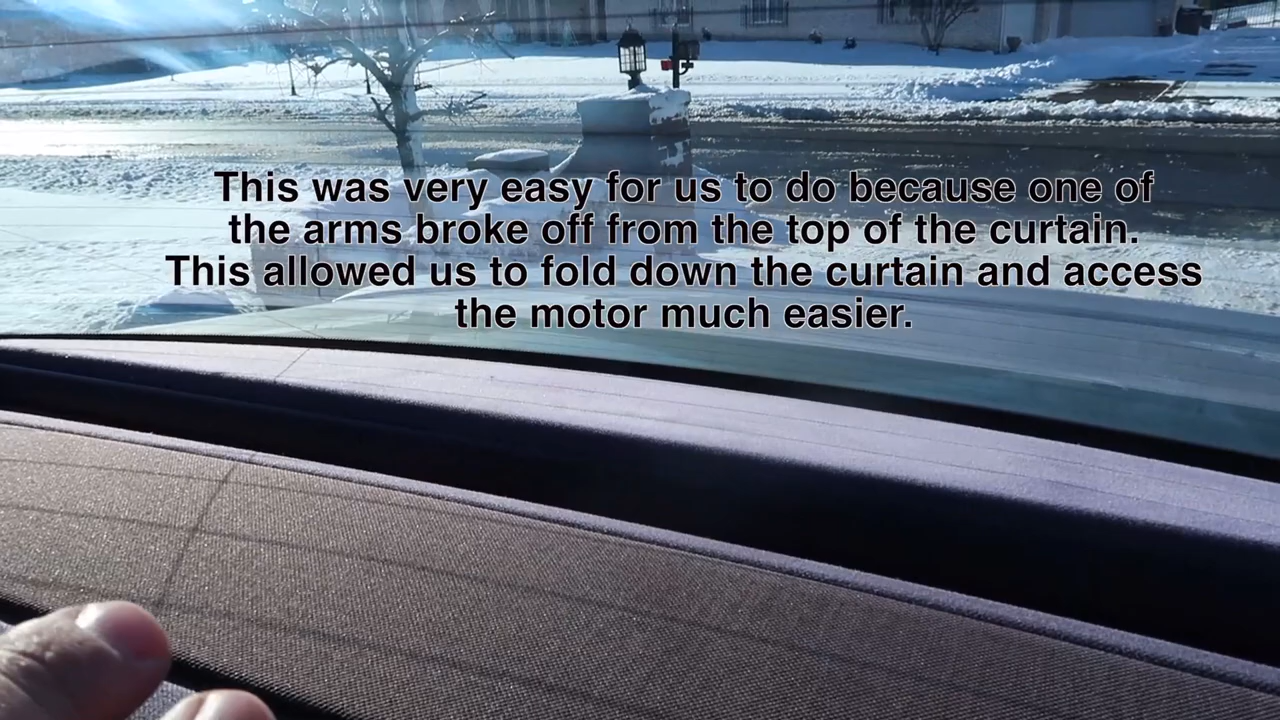 This was very easy for us to do because one of
the arms broke off from the top of the curtain.
This allowed us to fold down the curtain and access
the motor much easier.